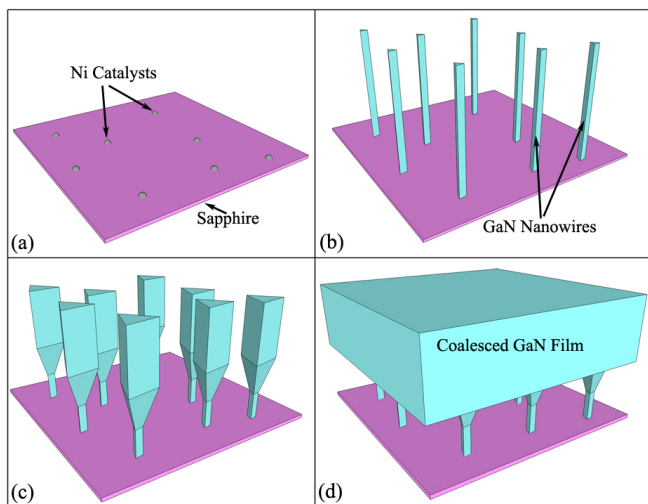 Ni Catalysts
Sapphire
(a)
GaN Nanowires
(b)
(c)
Coalesced GaN Film
(d)